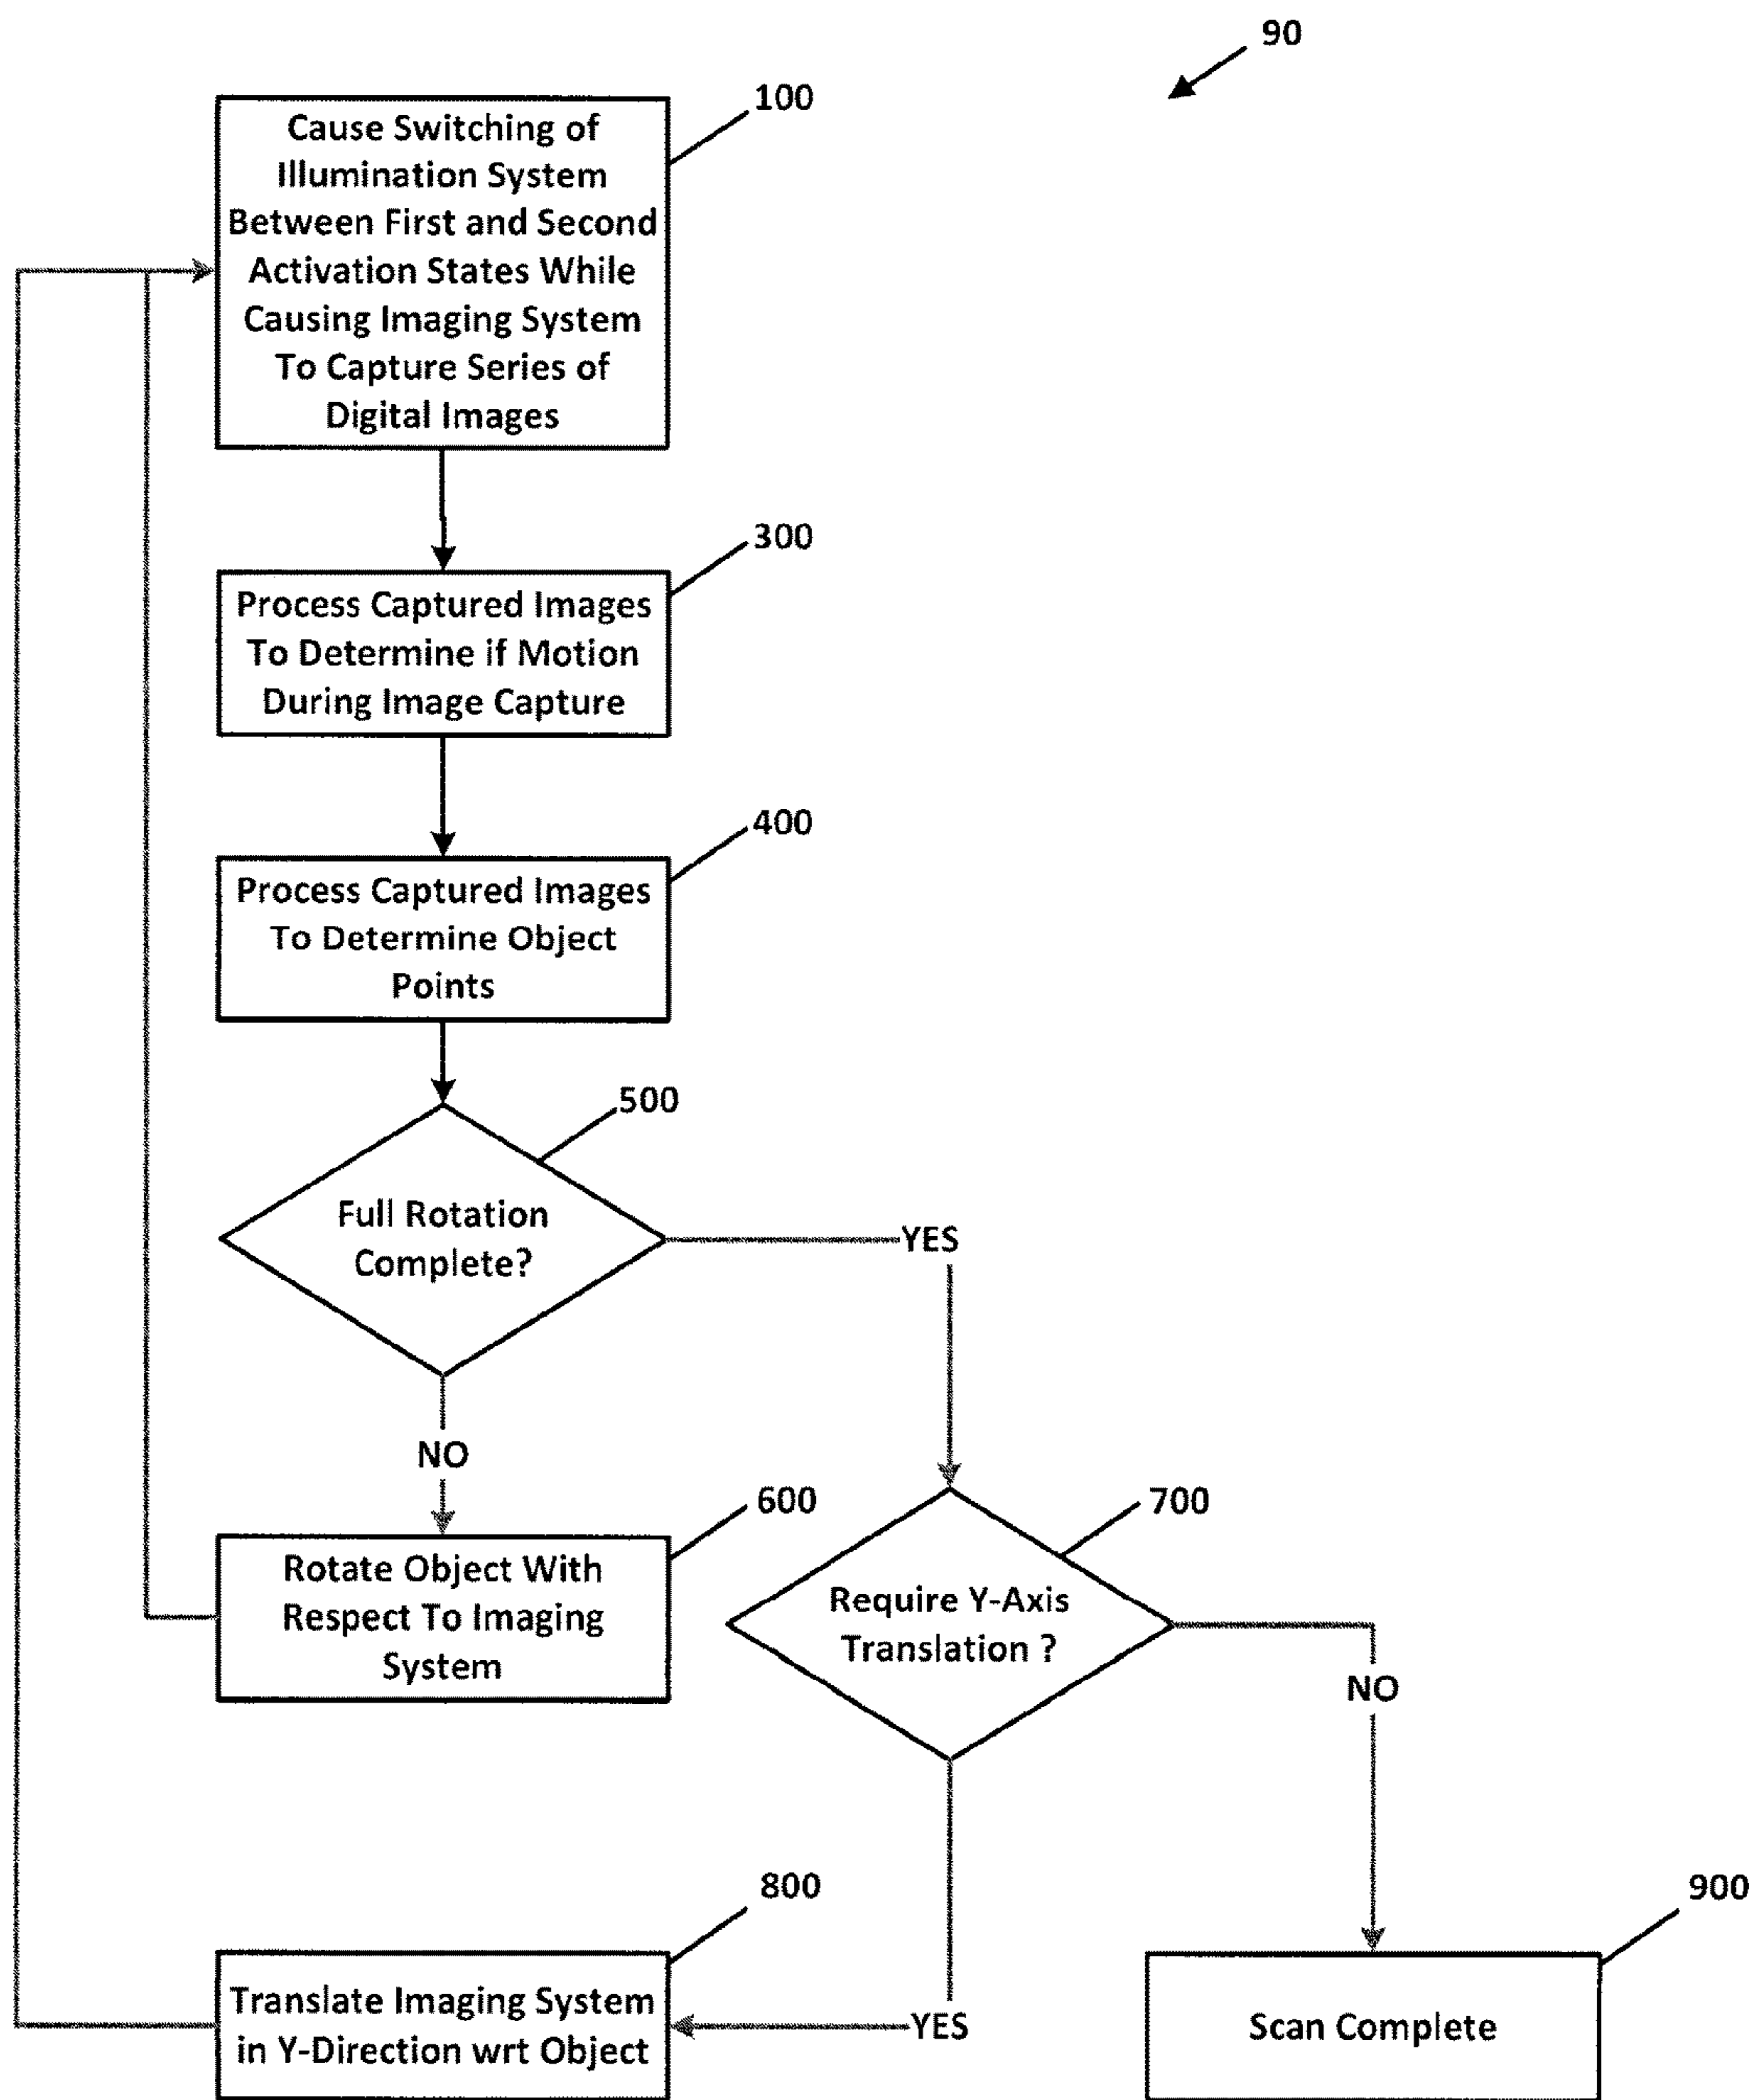 90
100
Cause Switching of
Illumination System
Between First and Second
Activation States While
Causing Imaging System
To Capture Series of
Digital Images
300
Process Captured Images
To Determine if Motion
During Image Capture
400
Process Captured Images
To Determine Object
Points
500
Full Rotation
Complete?
YES
NO
600
Rotate Object With
Respect To Imaging
System
700
Require Y-Axis
Translation ?
NO
YES
800
Translate Imaging System
in Y-Direction wrt Object
900
Scan Complete